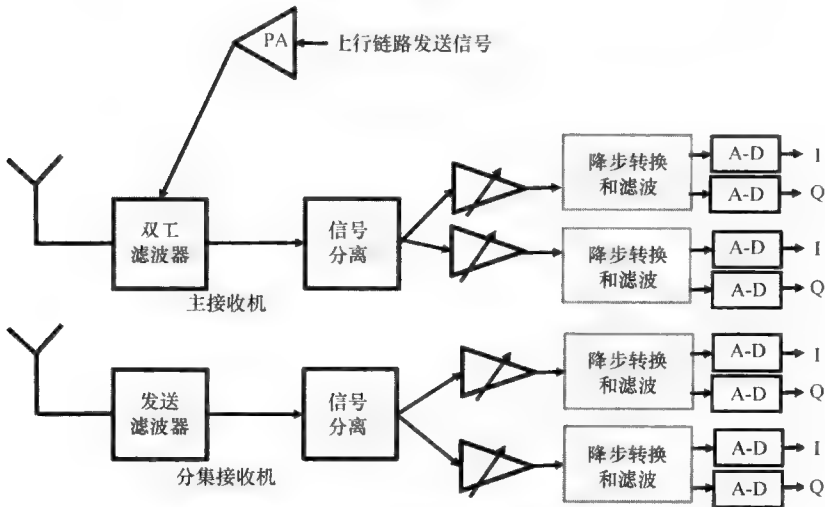 PA
上行链路发送信号
双工
滤波器
信号
分离
降步转换
和滤波
A-D
I
A-D
Q
降步转换
和滤波
A-D
I
A-D
Q
主接收机
发送
滤波器
信号
分离
降步转换
和滤波
A-D
I
A-D
Q
降步转换
和滤波
A-D
I
A-D
Q
分集接收机